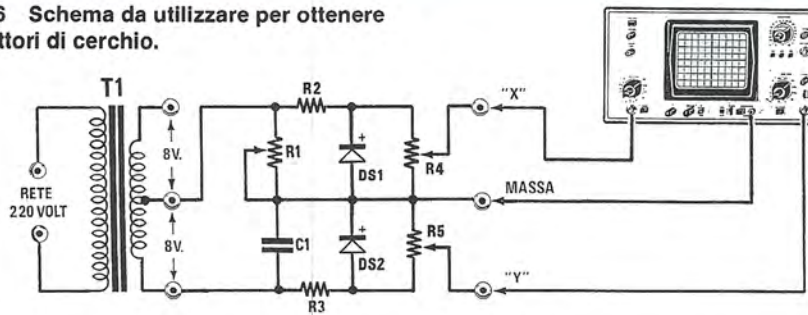 6 Schema da utilizzare per ottenere
ttori di cerchio.
T1
R2
"X"
8V.
R1
+
DS1
R4
RETE
220 VOLT
MASSA
8V.
C1
+
DS2
R5
"Y"
R3